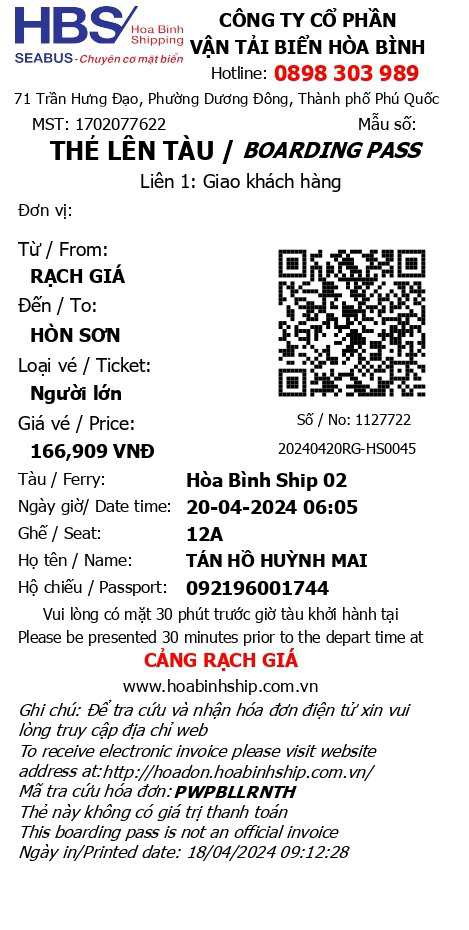 HBS Hoa Binh Shipping
SEABUS - Chuyên cơ mặt biển
CÔNG TY CỔ PHẦN
VẬN TẢI BIỂN HÒA BÌNH
Hotline: 0898 303 989
71 Trần Hưng Đạo, Phường Dương Đông, Thành phố Phú Quốc
MST: 1702077622 Mẫu số:
THẺ LÊN TÀU / BOARDING PASS
Liên 1: Giao khách hàng
Đơn vị:
Từ / From:
RẠCH GIÁ
Đến / To:
HÒN SƠN
Loại vé / Ticket:
Người lớn
Giá vé / Price:
166,909 VNĐ
Số / No: 1127722
20240420RG-HS0045
Tàu / Ferry: Hòa Bình Ship 02
Ngày giờ/ Date time: 20-04-2024 06:05
Ghế / Seat: 12A
Họ tên / Name: TÁN HỒ HUỲNH MAI
Hộ chiếu / Passport: 092196001744
Vui lòng có mặt 30 phút trước giờ tàu khởi hành tại
Please be presented 30 minutes prior to the depart time at
CẢNG RẠCH GIÁ
www.hoabinhship.com.vn
Ghi chú: Để tra cứu và nhận hóa đơn điện tử xin vui
lòng truy cập địa chỉ web
To receive electronic invoice please visit website
address at:http://hoadon.hoabinhship.com.vn/
Mã tra cứu hóa đơn:PWPBLLRNTH
Thẻ này không có giá trị thanh toán
This boarding pass is not an official invoice
Ngày in/Printed date: 18/04/2024 09:12:28